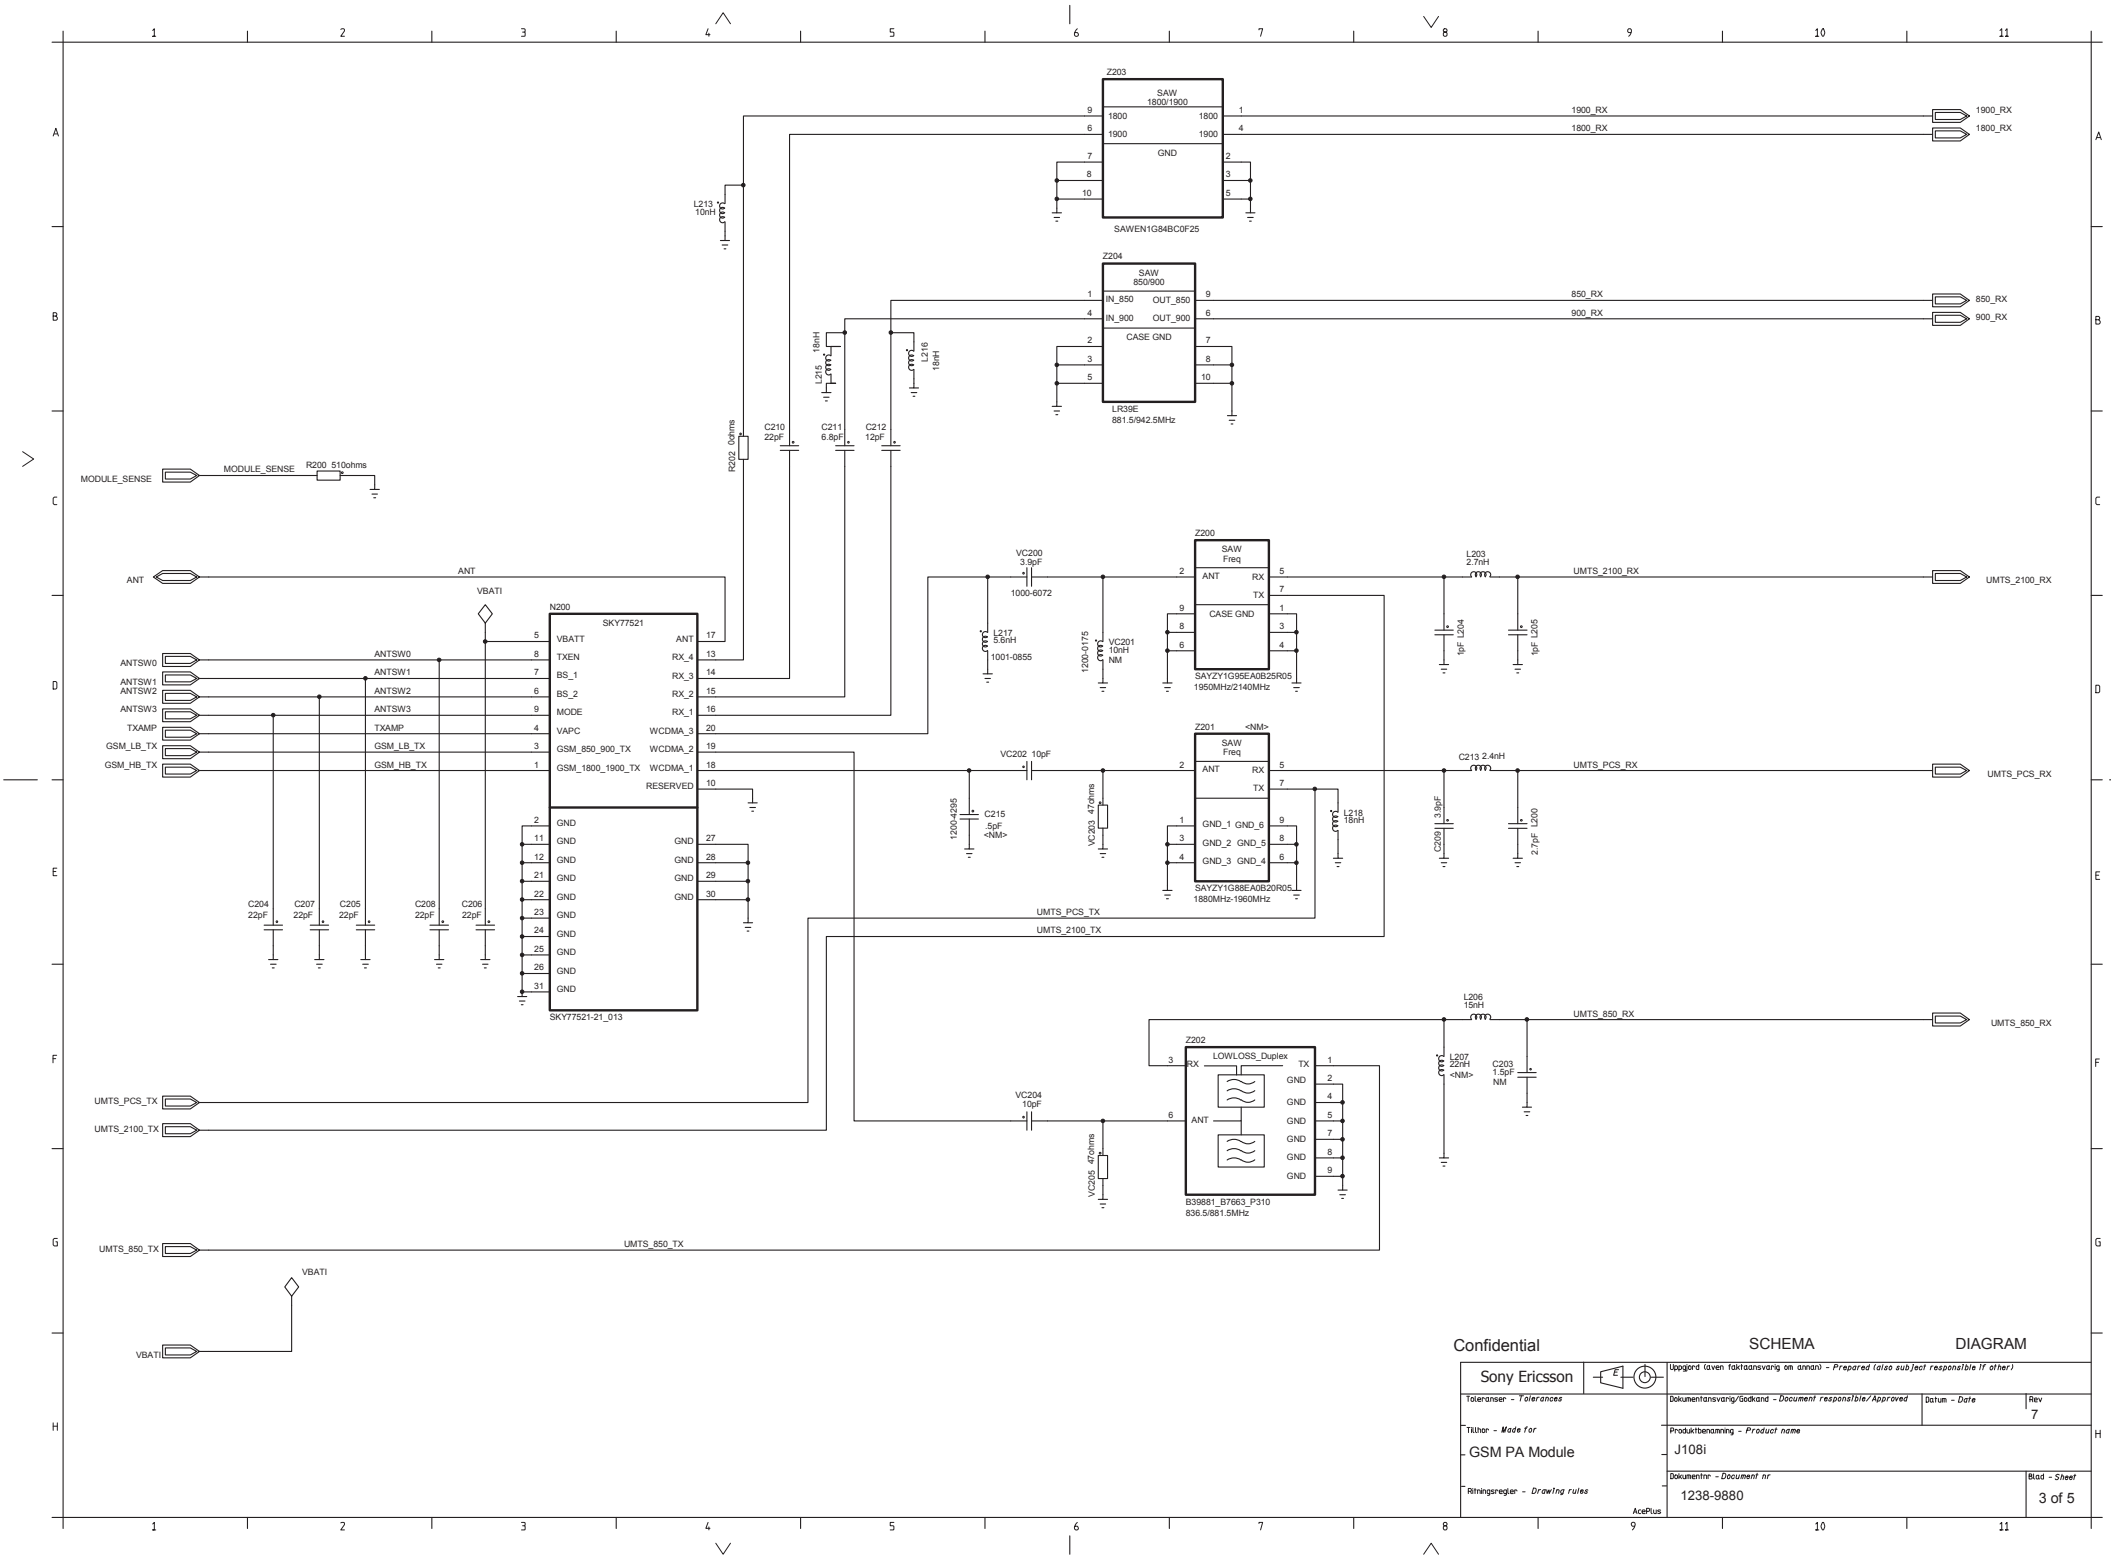 1 2 3 4 5 6 7 8 9 10 11
A
B
C
D
E
F
G
H
A
B
C
D
E
F
G
H
Z203
SAW
1800/1900
9 1800 1800 1
6 1900 1900 4
GND
7
8
10
2
3
5
SAWEN1G84BC0F25
1900_RX
1800_RX
1900_RX
1800_RX
L213
10nH
Z204
SAW
850/900
1 IN_850 OUT_850 9
4 IN_900 OUT_900 6
CASE GND
2
3
5
7
8
10
LR39E
881.5/942.5MHz
850_RX
900_RX
850_RX
900_RX
L215 18nH
L216
18nH
R202 0ohms
C210
22pF
C211
6.8pF
C212
12pF
MODULE_SENSE
MODULE_SENSE
R200 510ohms
ANT
ANT
VBATI
N200
SKY77521
5 VBATT
8 TXEN
7 BS_1
6 BS_2
9 MODE
4 VAPC
3 GSM_850_900_TX
1 GSM_1800_1900_TX
ANT 17
RX_4 13
RX_3 14
RX_2 15
RX_1 16
WCDMA_3 20
WCDMA_2 19
WCDMA_1 18
RESERVED 10
2 GND
11 GND
12 GND
21 GND
22 GND
23 GND
24 GND
25 GND
26 GND
31 GND
GND 27
GND 28
GND 29
GND 30
SKY77521-21_013
ANTSW0
ANTSW1
ANTSW2
ANTSW3
TXAMP
GSM_LB_TX
GSM_HB_TX
ANTSW0
ANTSW1
ANTSW2
ANTSW3
TXAMP
GSM_LB_TX
GSM_HB_TX
C204
22pF
C207
22pF
C205
22pF
C208
22pF
C206
22pF
VC200
3.9pF
1000-6072
L217
5.6nH
1001-0855
1200-0175
VC201
10nH
NM
Z200
SAW
Freq
2 ANT RX 5
TX 7
CASE GND
9
8
6
1
3
4
SAYZY1G95EA0B25R05
1950MHz/2140MHz
L203
2.7nH
1pF L204
1pF L205
UMTS_2100_RX
UMTS_2100_RX
Z201 <NM>
SAW
Freq
2 ANT RX 5
TX 7
1 GND_1 GND_6 9
3 GND_2 GND_5 8
4 GND_3 GND_4 6
SAYZY1G88EA0B20R05
1880MHz-1960MHz
VC202 10pF
1200-4295
C215
.5pF
<NM>
VC203 47ohms
L218
18nH
C213 2.4nH
C209 3.9pF
2.7pF L200
UMTS_PCS_RX
UMTS_PCS_RX
UMTS_PCS_TX
UMTS_2100_TX
L206
15nH
UMTS_850_RX
UMTS_850_RX
L207
22nH
<NM>
C203
1.5pF
NM
Z202
LOWLOSS_Duplex
3 RX TX 1
GND 2
GND 4
GND 5
GND 7
GND 8
GND 9
6 ANT
B39881_B7663_P310
836.5/881.5MHz
VC204
10pF
VC205 47ohms
UMTS_PCS_TX
UMTS_2100_TX
UMTS_850_TX
UMTS_850_TX
VBATI
VBATI
Confidential SCHEMA DIAGRAM
Sony Ericsson
E
Uppgjord (även faktaansvarig om annan) - Prepared (also subject responsible if other)
Toleranser - Tolerances
Dokumentansvarig/Godkand - Document responsible/Approved
Datum - Date
Rev
7
Tillhor - Made for
GSM PA Module
Produktbenamning - Product name
J108i
Ritningsregler - Drawing rules
AcePlus
Dokumentnr - Document nr
1238-9880
Blad - Sheet
3 of 5
1 2 3 4 5 6 7 8 9 10 11